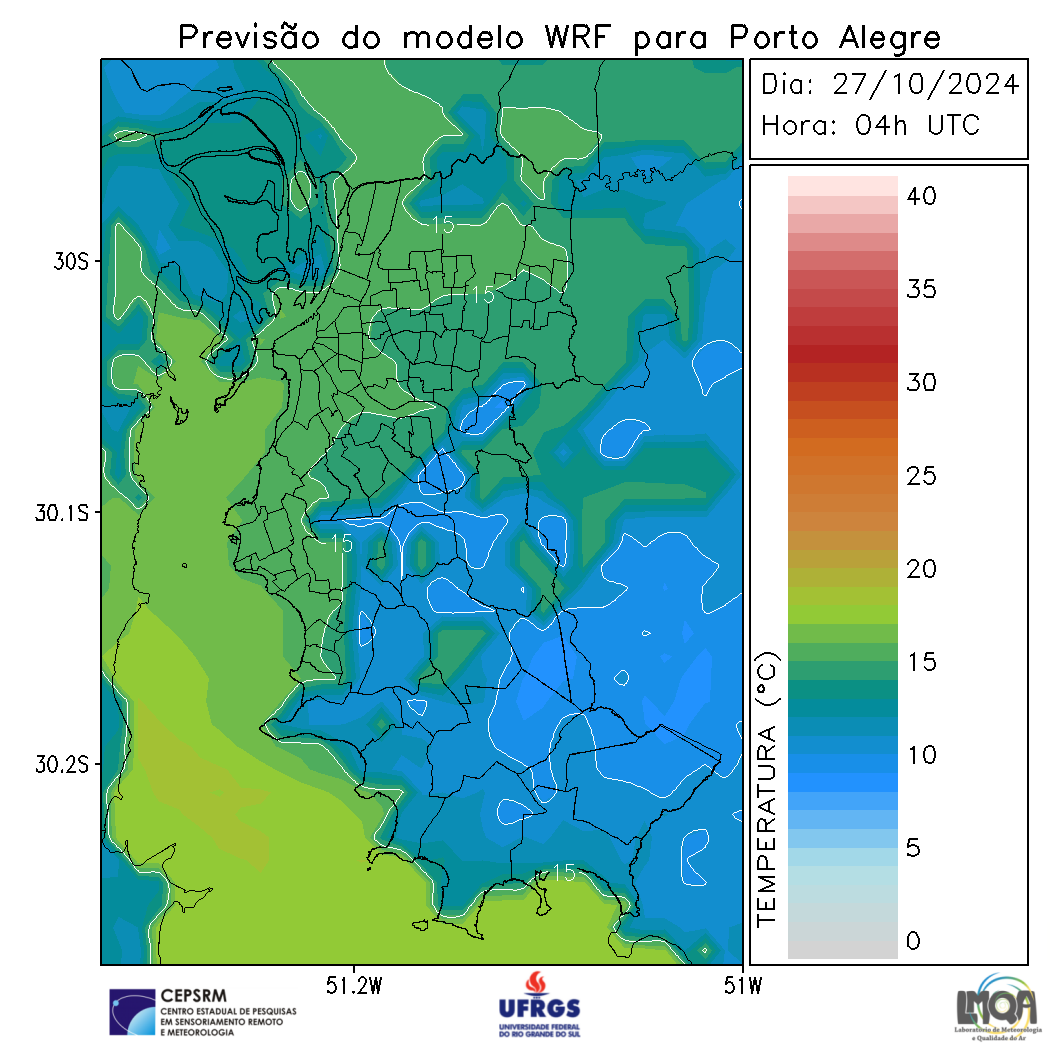 Previsão do modelo WRF para Porto Alegre
Dia: 27/10/2024
Hora: 04h UTC
30S
30.1S
30.2S
51.2W
51W
15
15
15
15
40
35
30
25
20
15
10
5
0
TEMPERATURA (°C)
CEPSRM
CENTRO ESTADUAL DE PESQUISAS
EM SENSORIAMENTO REMOTO
E METEOROLOGIA
UFRGS
UNIVERSIDADE FEDERAL
DO RIO GRANDE DO SUL
LMQA
Laboratório de Meteorologia
e Qualidade do Ar